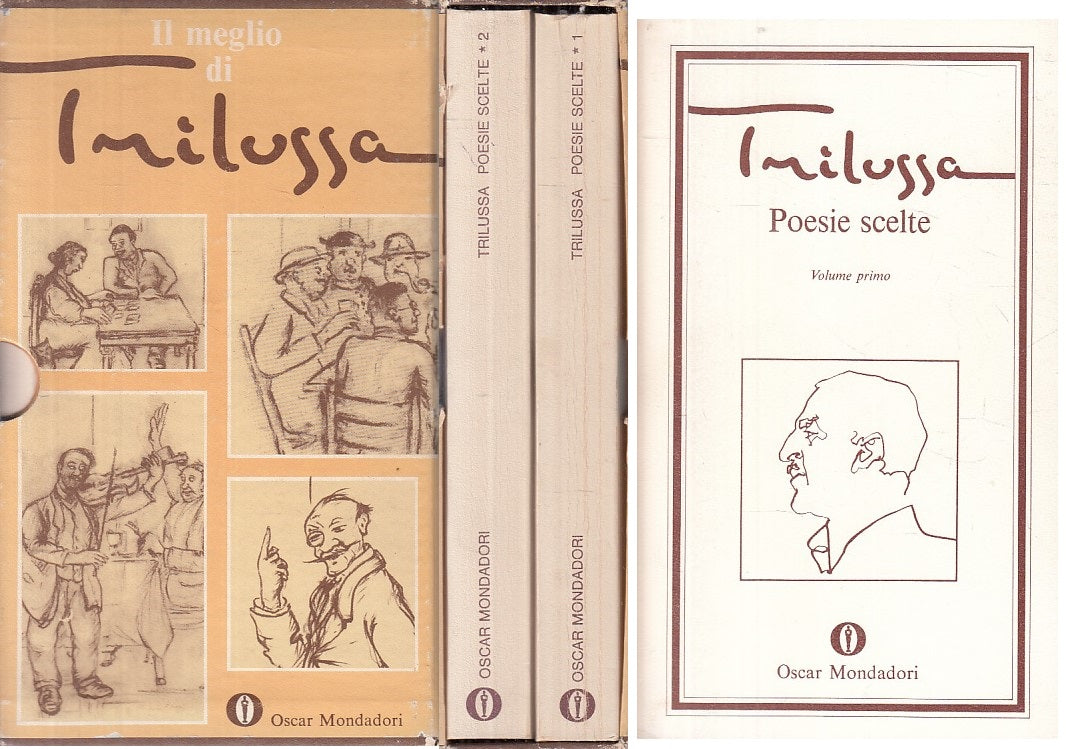 Il meglio
di
Trilussa
Oscar Mondadori
TRILUSSA POESIE SCELTE * 2
OSCAR MONDADORI
TRILUSSA POESIE SCELTE * 1
OSCAR MONDADORI
Trilussa
Poesie scelte
Volume primo
Oscar Mondadori